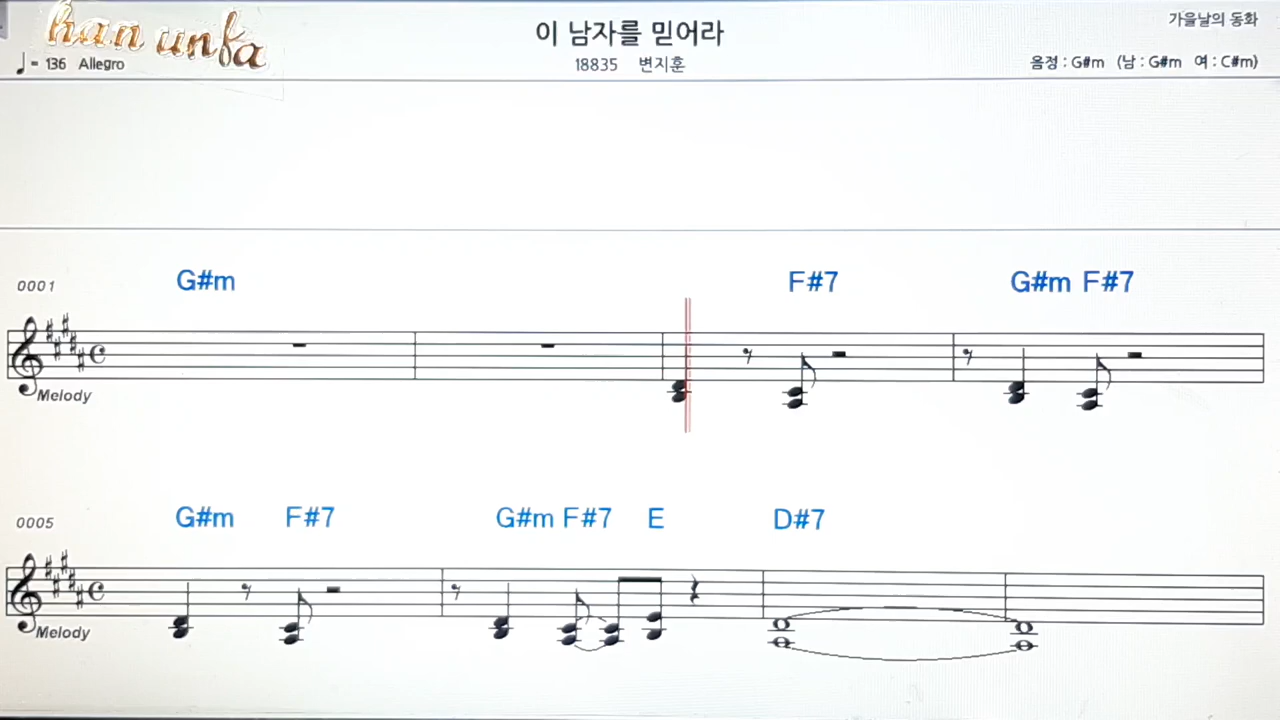 han unfa
이 남자를 믿어라
가을날의 동화
♩= 136 Allegro
18835 변지훈
음정 : G#m (남 : G#m 여 : C#m)
0001 G#m F#7 G#m F#7
Melody
0005 G#m F#7 G#m F#7 E D#7
Melody